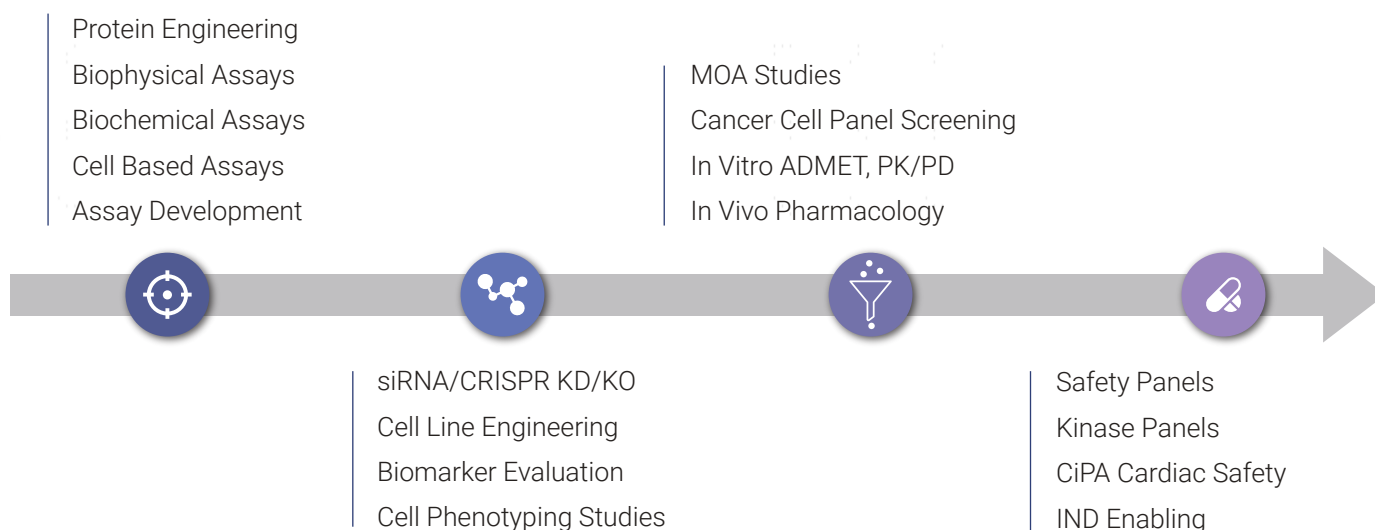 Protein Engineering
Biophysical Assays
Biochemical Assays
Cell Based Assays
Assay Development
siRNA/CRISPR KD/KO
Cell Line Engineering
Biomarker Evaluation
Cell Phenotyping Studies
MOA Studies
Cancer Cell Panel Screening
In Vitro ADMET, PK/PD
In Vivo Pharmacology
Safety Panels
Kinase Panels
CiPA Cardiac Safety
IND Enabling